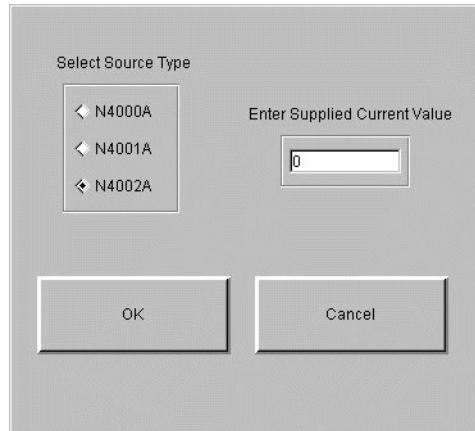 Select Source Type
N4000A
N4001A
N4002A
Enter Supplied Current Value
0
OK
Cancel